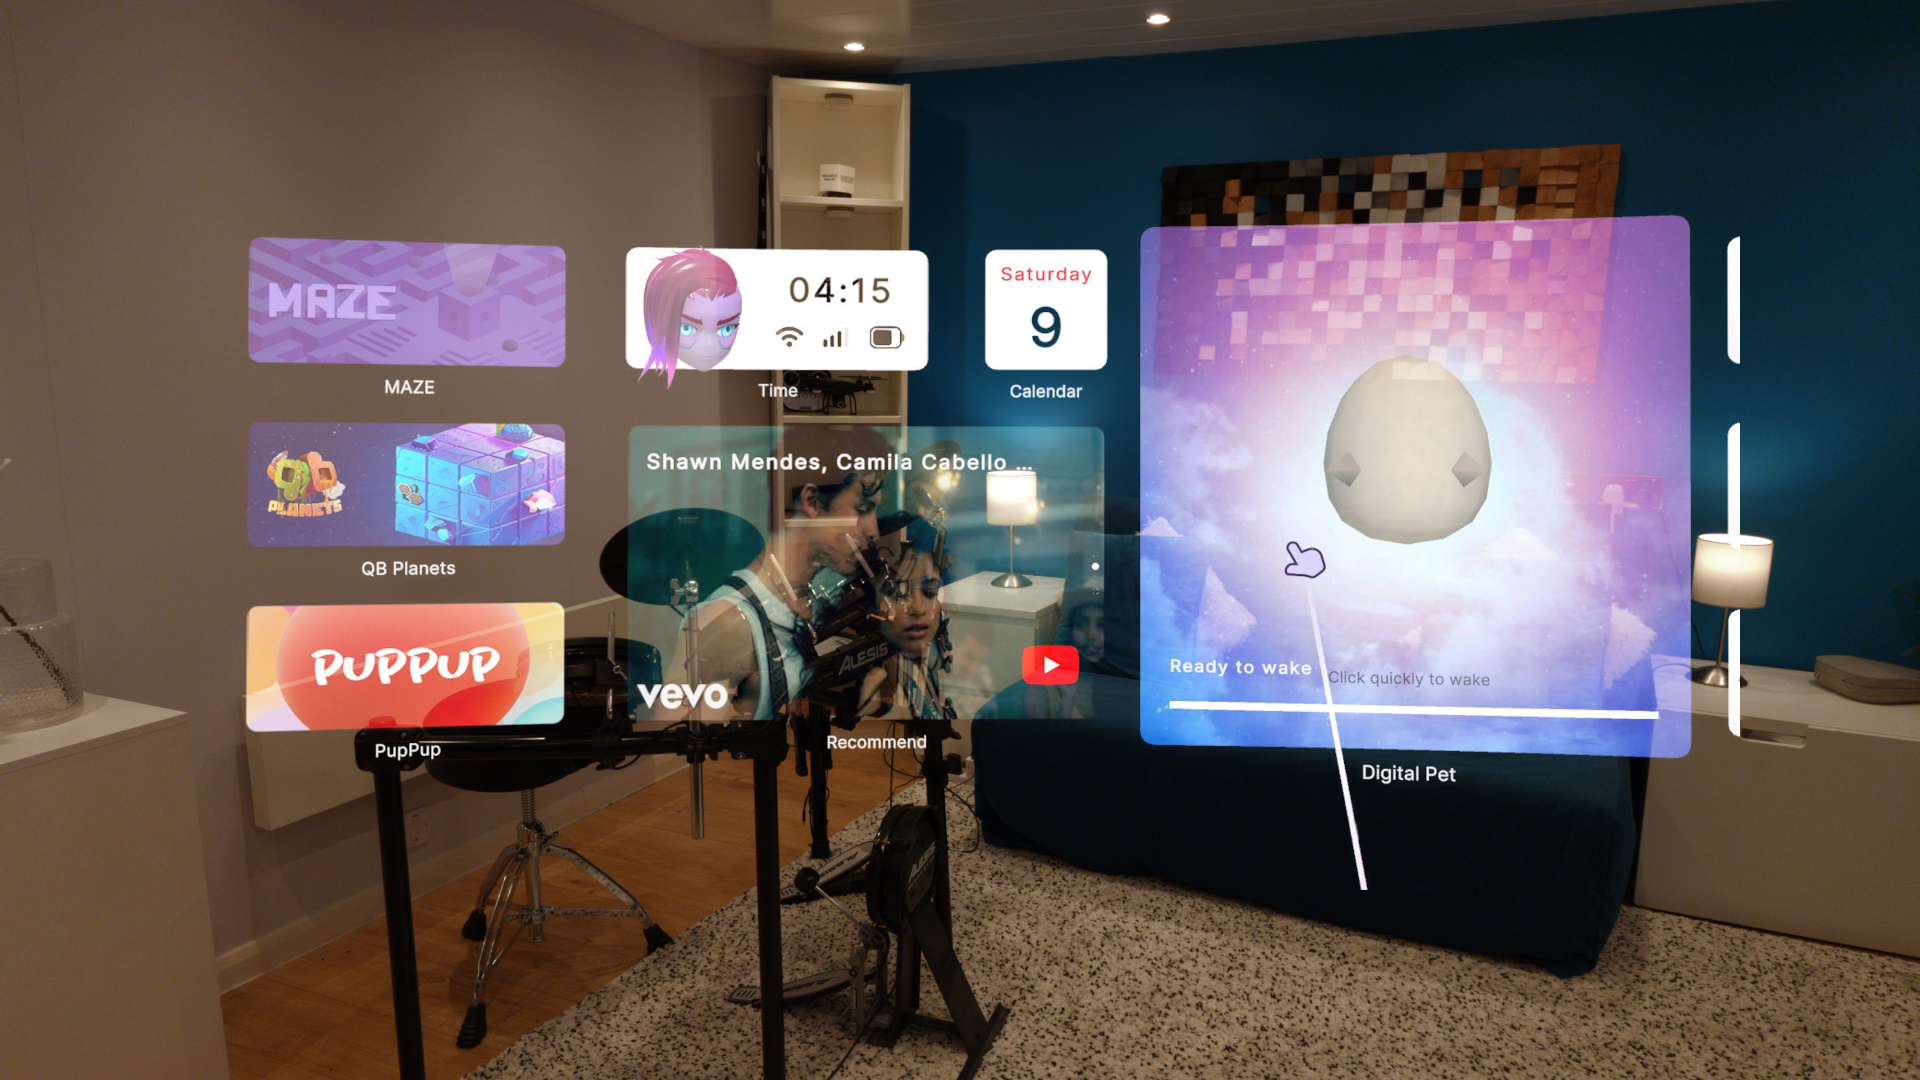 MAZE
MAZE
PLANETS
QB Planets
PUPPUP
PupPup
04:15
Time
Saturday
9
Calendar
Shawn Mendes, Camila Cabello ...
vevo
ALESIS
Recommend
Ready to wake
Click quickly to wake
Digital Pet
ALESIS